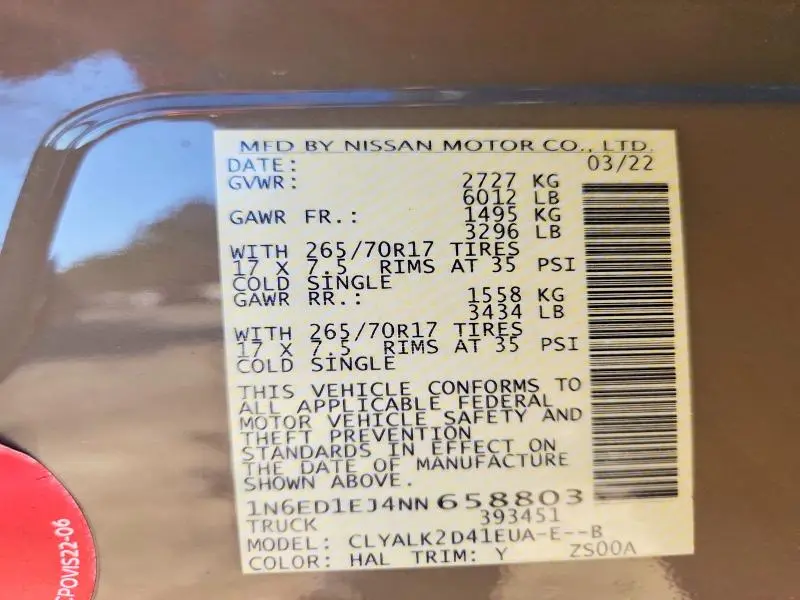 MFD BY NISSAN MOTOR CO., LTD.
DATE: 03/22
GVWR: 2727 KG
6012 LB
GAWR FR.: 1495 KG
3296 LB
WITH 265/70R17 TIRES
17 X 7.5 RIMS AT 35 PSI
COLD SINGLE
GAWR RR.: 1558 KG
3434 LB
WITH 265/70R17 TIRES
17 X 7.5 RIMS AT 35 PSI
COLD SINGLE
THIS VEHICLE CONFORMS TO
ALL APPLICABLE FEDERAL
MOTOR VEHICLE SAFETY AND
THEFT PREVENTION
STANDARDS IN EFFECT ON
THE DATE OF MANUFACTURE
SHOWN ABOVE.
1N6ED1EJ4NN658803
TRUCK 393451
MODEL: CLYALK2D41EUA-E--B
COLOR: HAL TRIM: Y ZS00A
CPOVIS22-06